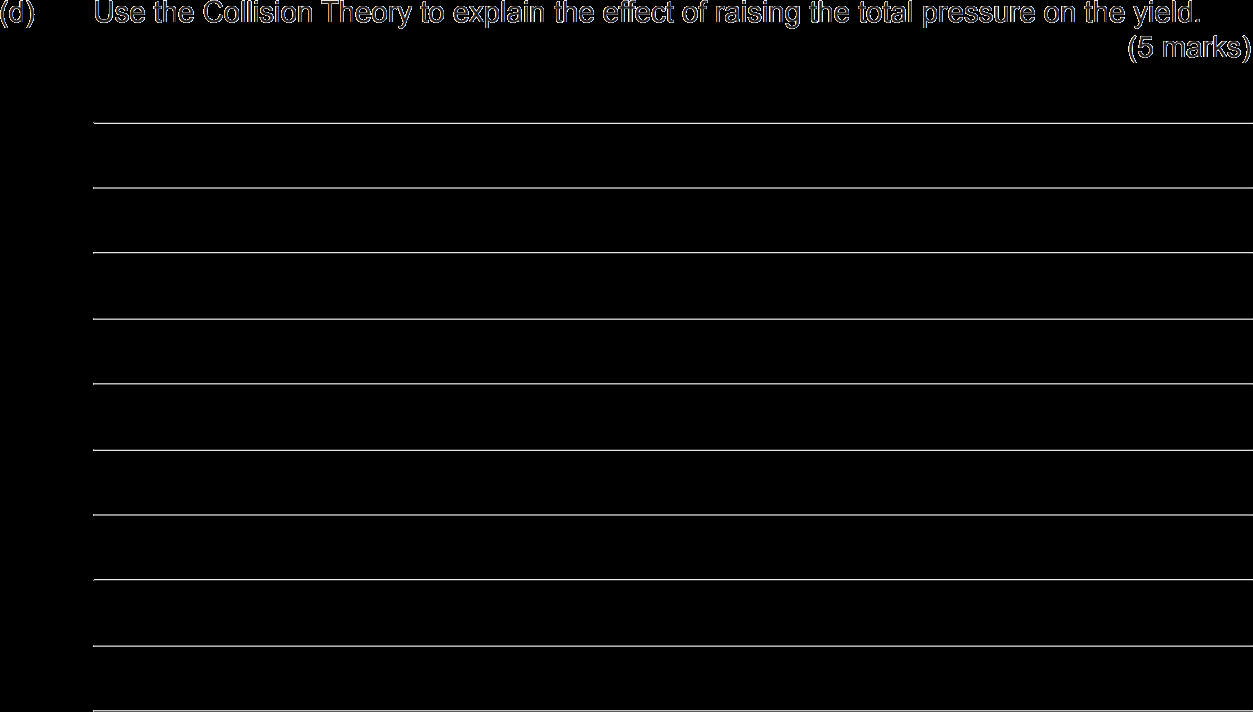 (d) Use the Collision Theory to explain the effect of raising the total pressure on the yield.
(5 marks)